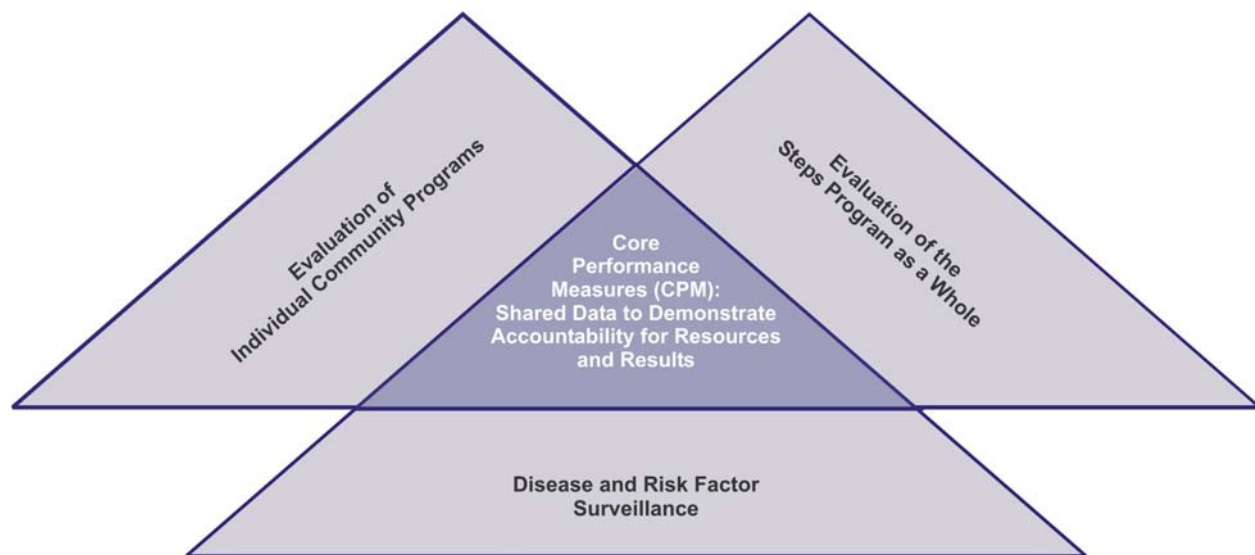 Evaluation of
Individual Community Programs
Evaluation of the
Steps Program as a Whole
Core
Performance
Measures (CPM):
Shared Data to Demonstrate
Accountability for Resources
and Results
Disease and Risk Factor
Surveillance